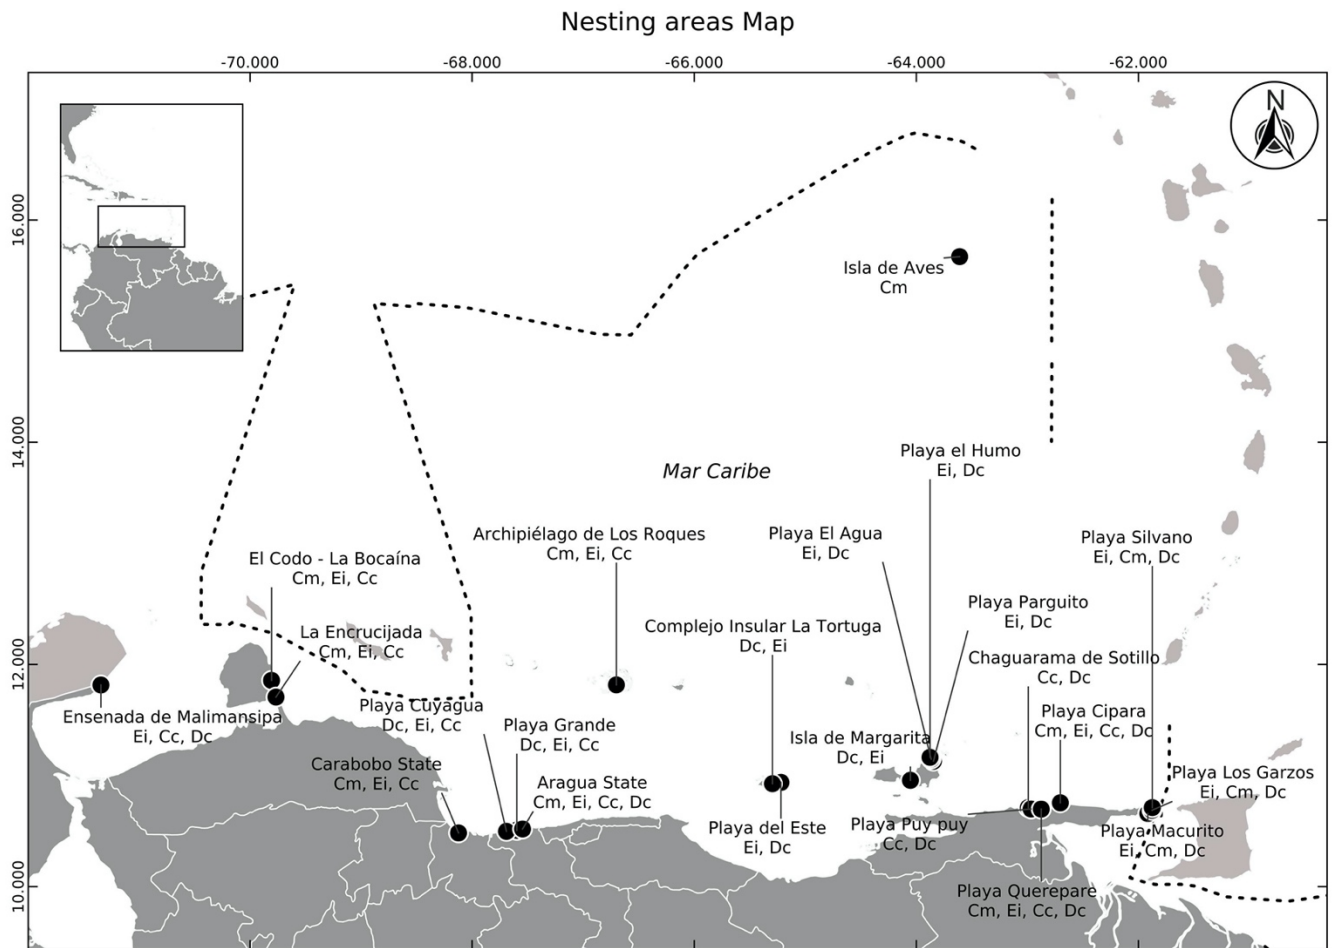 Nesting areas Map
-70.000
-68.000
-66.000
-64.000
-62.000
N
16.000
14.000
12.000
10.000
Isla de Aves
Cm
Mar Caribe
Playa el Humo
Ei, Dc
Archipiélago de Los Roques
Cm, Ei, Cc
Playa El Agua
Ei, Dc
Playa Silvano
Ei, Cm, Dc
El Codo - La Bocaína
Cm, Ei, Cc
Playa Parguito
Ei, Dc
La Encrucijada
Cm, Ei, Cc
Complejo Insular La Tortuga
Dc, Ei
Chaguarama de Sotillo
Cc, Dc
Ensenada de Malimansipa
Ei, Cc, Dc
Playa Cuyagua
Dc, Ei, Cc
Playa Grande
Dc, Ei, Cc
Isla de Margarita
Dc, Ei
Playa Cipara
Cm, Ei, Cc, Dc
Carabobo State
Cm, Ei, Cc
Aragua State
Cm, Ei, Cc, Dc
Playa Los Garzos
Ei, Cm, Dc
Playa del Este
Ei, Dc
Playa Puy puy
Cc, Dc
Playa Macurito
Ei, Cm, Dc
Playa Querepare
Cm, Ei, Cc, Dc